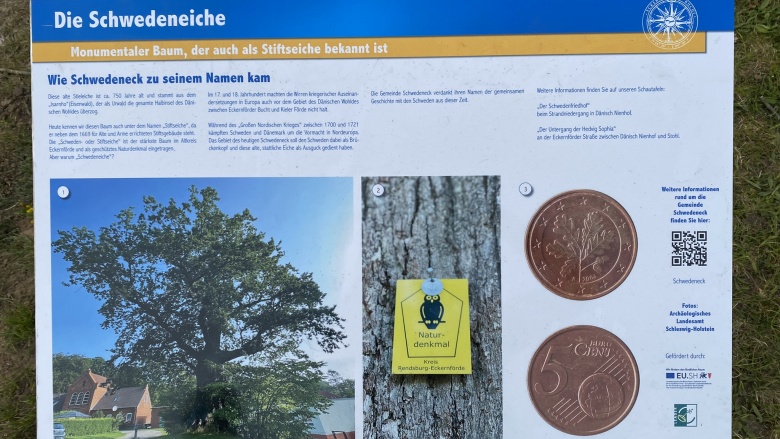 Die Schwedeneiche
Monumentaler Baum, der auch als Stiftseiche bekannt ist
Wie Schwedeneck zu seinem Namen kam
Diese alte Stieleiche ist ca. 750 Jahre alt und stammt aus dem
„Isarnho“ (Eisenwald), der als Urwald die gesamte Halbinsel des Däni-
schen Wohldes überzog.
Heute kennen wir diesen Baum auch unter dem Namen „Stiftseiche“, da
er neben dem 1669 für Alte und Arme errichteten Stiftsgebäude steht.
Die „Schweden- oder Stiftseiche“ ist der stärkste Baum im Altkreis
Eckernförde und als geschütztes Naturdenkmal eingetragen.
Aber warum „Schwedeneiche“?
Im 17. und 18. Jahrhundert machten die Wirren kriegerischer Auseinan-
dersetzungen in Europa auch vor dem Gebiet des Dänischen Wohldes
zwischen Eckernförder Bucht und Kieler Förde nicht halt.
Während des „Großen Nordischen Krieges“ zwischen 1700 und 1721
kämpften Schweden und Dänemark um die Vormacht in Nordeuropa.
Das Gebiet des heutigen Schwedeneck soll den Schweden dabei als Brü-
ckenkopf und diese alte, stattliche Eiche als Ausguck gedient haben.
Die Gemeinde Schwedeneck verdankt ihren Namen der gemeinsamen
Geschichte mit den Schweden aus dieser Zeit.
Weitere Informationen finden Sie auf unseren Schautafeln:
„Der Schwedenfriedhof“
beim Strandniedergang in Dänisch Nienhof.
„Der Untergang der Hedvig Sophia“
an der Eckernförder Straße zwischen Dänisch Nienhof und Stohl.
1
2
Natur-
denkmal
Kreis
Rendsburg-Eckernförde
3
2004
5
EURO
CENT
Weitere Informationen
rund um die
Gemeinde
Schwedeneck
finden Sie hier:
Schwedeneck
Fotos:
Archäologisches
Landesamt
Schleswig-Holstein
Gefördert durch:
EU.SH